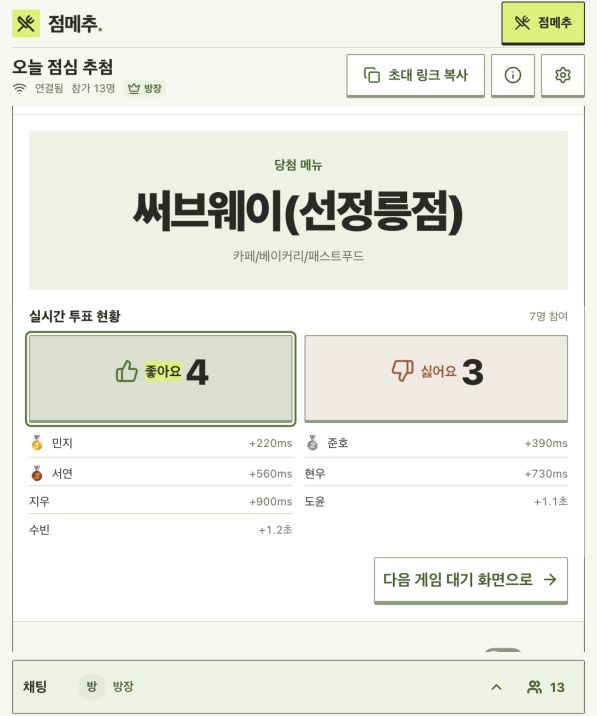 점메추.
점메추
오늘 점심 추첨
연결됨 참가 13명 방장
초대 링크 복사
당첨 메뉴
써브웨이(선정릉점)
카페/베이커리/패스트푸드
실시간 투표 현황
7명 참여
좋아요 4
싫어요 3
민지 +220ms
준호 +390ms
서연 +560ms
현우 +730ms
지우 +900ms
도윤 +1.1초
수빈 +1.2초
다음 게임 대기 화면으로
채팅 방 방장 13